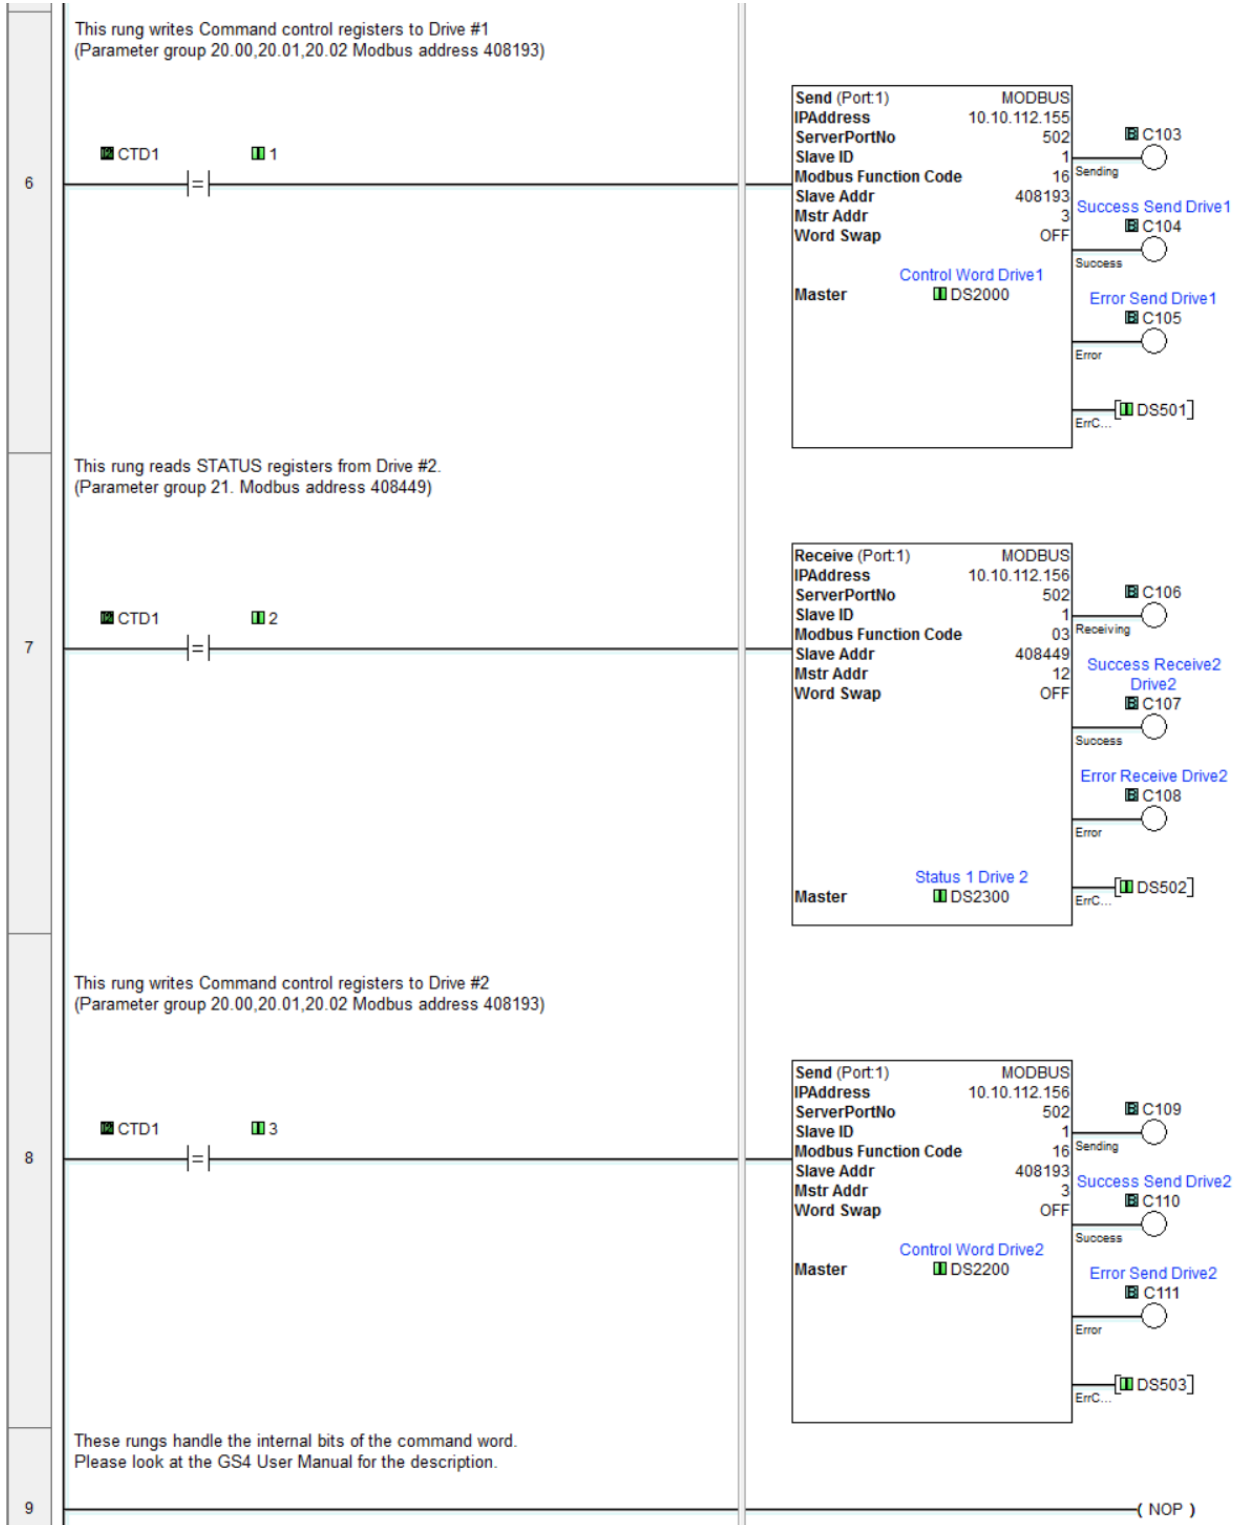 This rung writes Command control registers to Drive #1
(Parameter group 20.00,20.01,20.02 Modbus address 408193)
6
CTD1 1
Send (Port:1) MODBUS
IPAddress 10.10.112.155
ServerPortNo 502
Slave ID 1
Modbus Function Code 16
Slave Addr 408193
Mstr Addr 3
Word Swap OFF
Control Word Drive1
Master DS2000
C103
Sending
Success Send Drive1
C104
Success
Error Send Drive1
C105
Error
DS501
ErrC...
This rung reads STATUS registers from Drive #2.
(Parameter group 21. Modbus address 408449)
7
CTD1 2
Receive (Port:1) MODBUS
IPAddress 10.10.112.156
ServerPortNo 502
Slave ID 1
Modbus Function Code 03
Slave Addr 408449
Mstr Addr 12
Word Swap OFF
Status 1 Drive 2
Master DS2300
C106
Receiving
Success Receive2
Drive2
C107
Success
Error Receive Drive2
C108
Error
DS502
ErrC...
This rung writes Command control registers to Drive #2
(Parameter group 20.00,20.01,20.02 Modbus address 408193)
8
CTD1 3
Send (Port:1) MODBUS
IPAddress 10.10.112.156
ServerPortNo 502
Slave ID 1
Modbus Function Code 16
Slave Addr 408193
Mstr Addr 3
Word Swap OFF
Control Word Drive2
Master DS2200
C109
Sending
Success Send Drive2
C110
Success
Error Send Drive2
C111
Error
DS503
ErrC...
These rungs handle the internal bits of the command word.
Please look at the GS4 User Manual for the description.
9
( NOP )